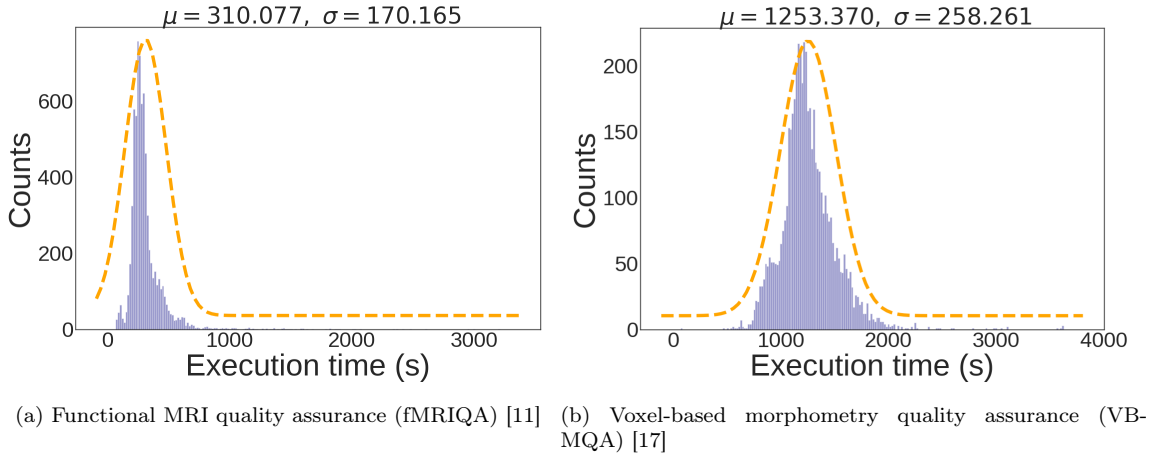 μ = 310.077, σ = 170.165
Counts
600
400
200
0
0 1000 2000 3000
Execution time (s)
(a) Functional MRI quality assurance (fMRIQA) [11]
μ = 1253.370, σ = 258.261
Counts
200
150
100
50
0
0 1000 2000 3000 4000
Execution time (s)
(b) Voxel-based morphometry quality assurance (VB-
MQA) [17]